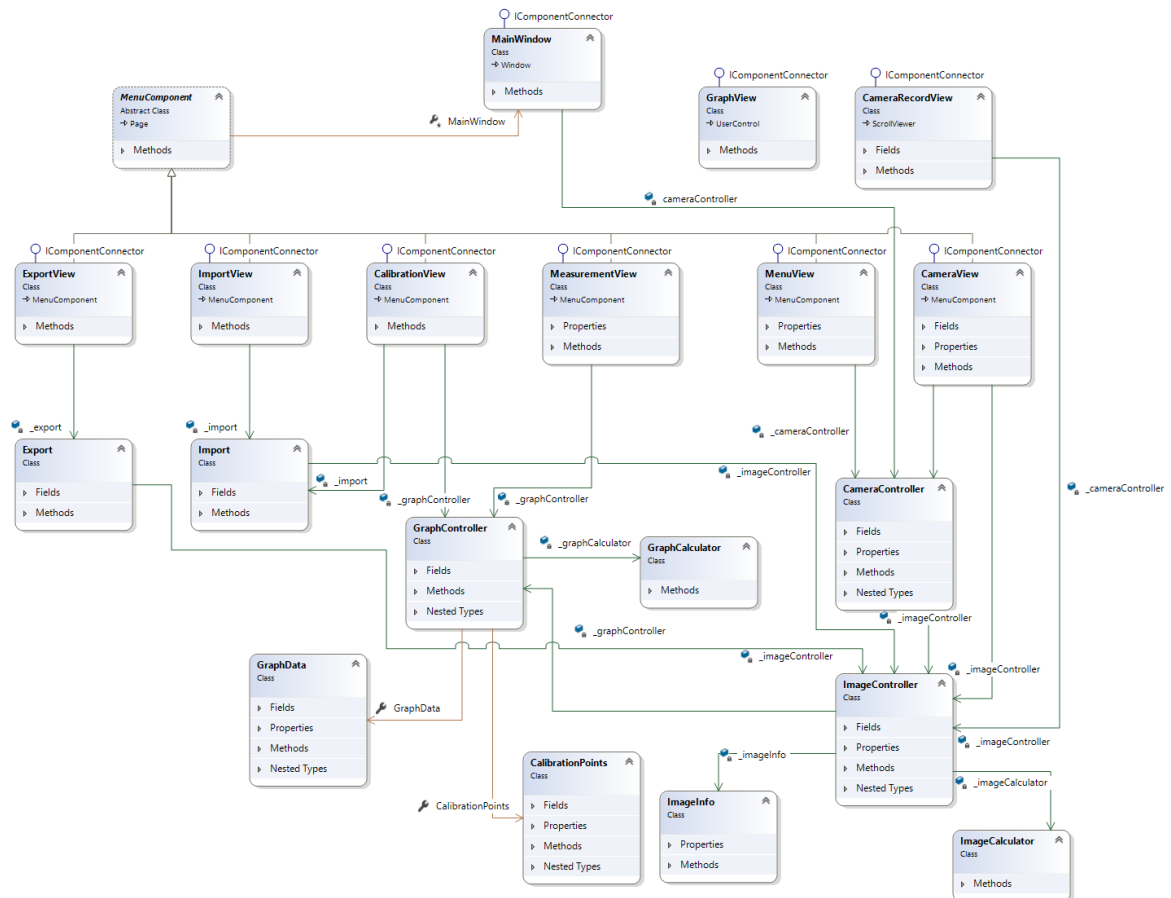 IComponentConnector
MainWindow
Class
Window
Methods
MenuComponent
Abstract Class
Page
Methods
MainWindow
IComponentConnector
GraphView
Class
UserControl
Methods
IComponentConnector
CameraRecordView
Class
ScrollViewer
Fields
Methods
cameraController
IComponentConnector
ExportView
Class
MenuComponent
Methods
IComponentConnector
ImportView
Class
MenuComponent
Methods
IComponentConnector
CalibrationView
Class
MenuComponent
Methods
IComponentConnector
MeasurementView
Class
MenuComponent
Properties
Methods
IComponentConnector
MenuView
Class
MenuComponent
Properties
Methods
IComponentConnector
CameraView
Class
MenuComponent
Fields
Properties
Methods
_export
_import
_cameraController
Export
Class
Fields
Methods
Import
Class
Fields
Methods
_import
_graphController
_graphController
_imageController
_cameraController
CameraController
Class
Fields
Properties
Methods
Nested Types
GraphController
Class
Fields
Methods
Nested Types
_graphCalculator
GraphCalculator
Class
Methods
_graphController
_imageController
_imageController
_imageController
_imageController
GraphData
Class
Fields
Properties
Methods
Nested Types
GraphData
ImageController
Class
Fields
Properties
Methods
Nested Types
CalibrationPoints
CalibrationPoints
Class
Fields
Properties
Methods
Nested Types
_imageInfo
ImageInfo
Class
Properties
Methods
_imageCalculator
ImageCalculator
Class
Methods